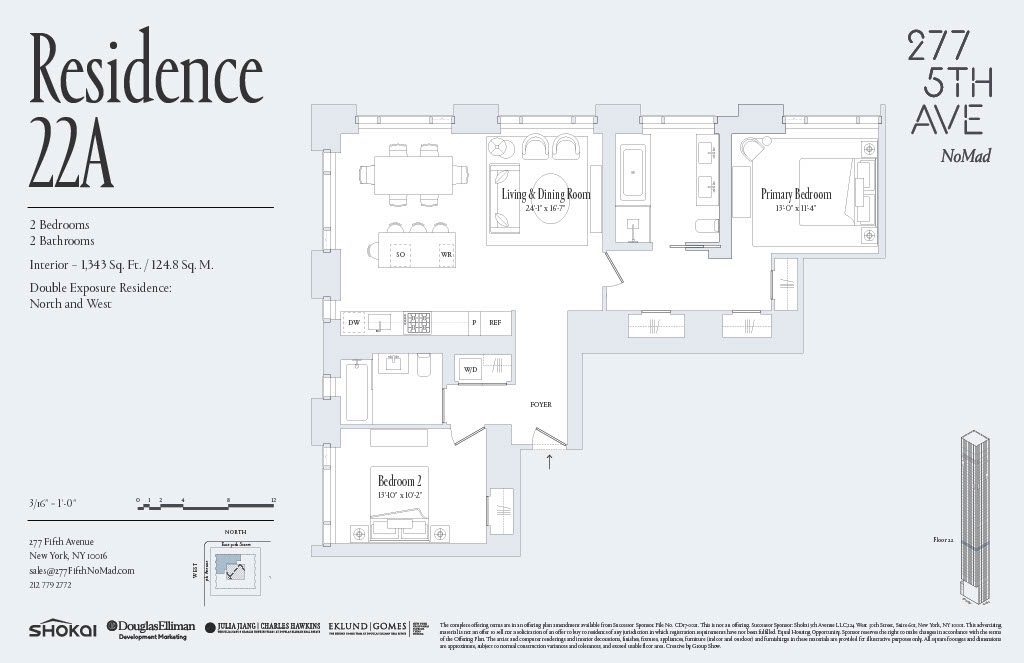 Residence
22A
2 Bedrooms
2 Bathrooms
Interior – 1,343 Sq. Ft. / 124.8 Sq. M.
Double Exposure Residence:
North and West
277
5TH
AVE
NoMad
Living & Dining Room
24'-1" x 16'-7"
Primary Bedroom
13'-0" x 11'-4"
SO
WR
DW
P
REF
W/D
FOYER
Bedroom 2
13'-10" x 10'-2"
3/16" – 1'-0"
0 1 2 4 8 12
277 Fifth Avenue
New York, NY 10016
sales@277FifthNoMad.com
212 779 2772
NORTH
East 30th Street
WEST
5th Avenue
Floor 22
SHOKAI
DouglasElliman
Development Marketing
JULIA JIANG | CHARLES HAWKINS
EKLUND | GOMES
The complete offering terms are in an offering plan amendment available from Successor Sponsor. File No. CD17-0121. This is not an offering. Successor Sponsor: Shokai 5th Avenue LLC; 224 West 30th Street, Suite 601, New York, NY 10001. This advertising
material is not an offer to sell nor a solicitation of an offer to buy to residents of any jurisdiction in which registration requirements have not been fulfilled. Equal Housing Opportunity. Sponsor reserves the right to make changes in accordance with the terms
of the Offering Plan. The artist and computer renderings and interior decorations, finishes, fixtures, appliances, furniture (indoor and outdoor) and furnishings in these materials are provided for illustrative purposes only. All square footages and dimensions
are approximate, subject to normal construction variances and tolerances, and exceed usable floor area. Creative by Group Show.